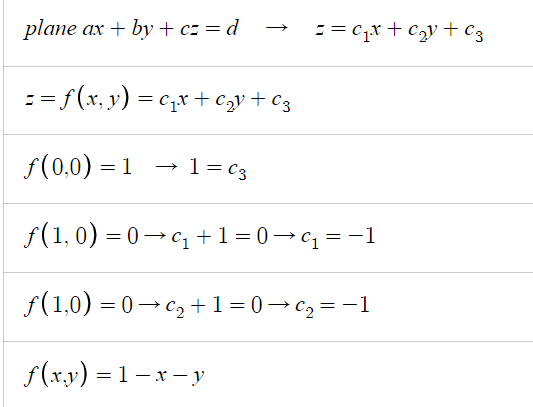 plane ax + by + cz = d → z = c₁x + c₂y + c₃
z = f(x, y) = c₁x + c₂y + c₃
f(0,0) = 1 → 1 = c₃
f(1, 0) = 0 → c₁ + 1 = 0 → c₁ = −1
f(1,0) = 0 → c₂ + 1 = 0 → c₂ = −1
f(x,y) = 1 − x − y